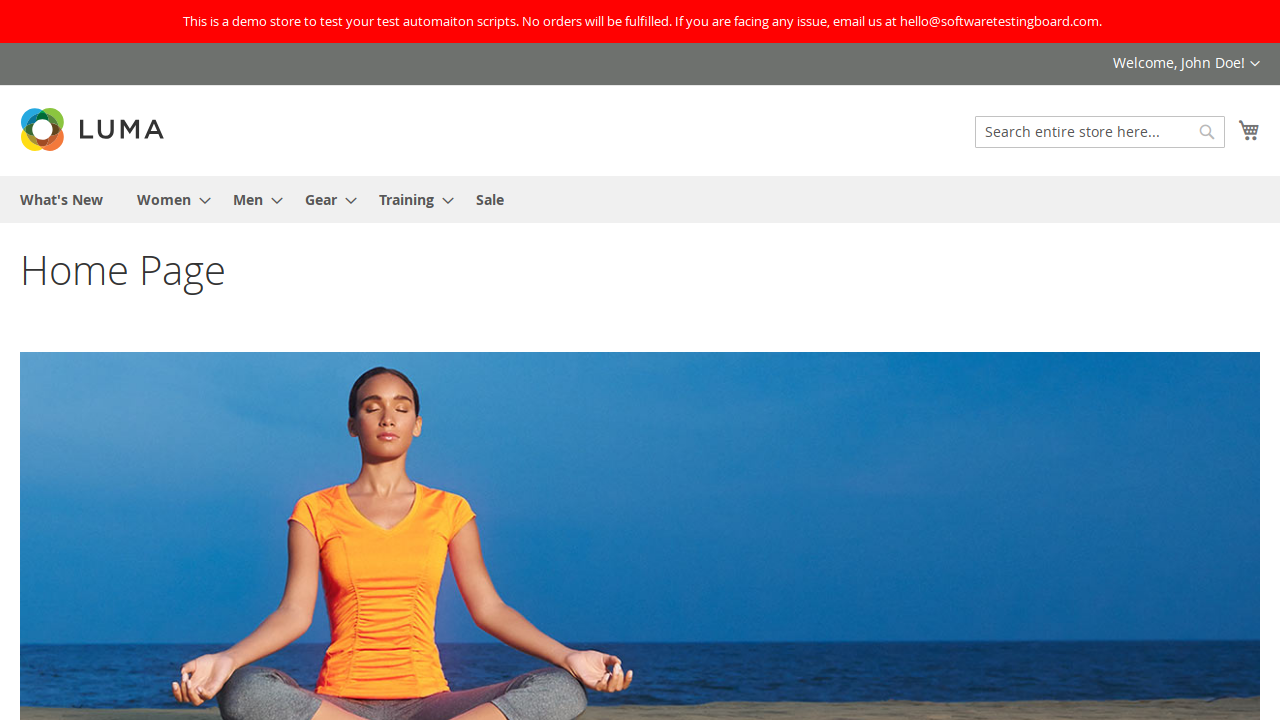 This is a demo store to test your test automaiton scripts. No orders will be fulfilled. If you are facing any issue, email us at hello@softwaretestingboard.com.
Welcome, John Doe!
LUMA
Search entire store here...
What's New Women Men Gear Training Sale
Home Page